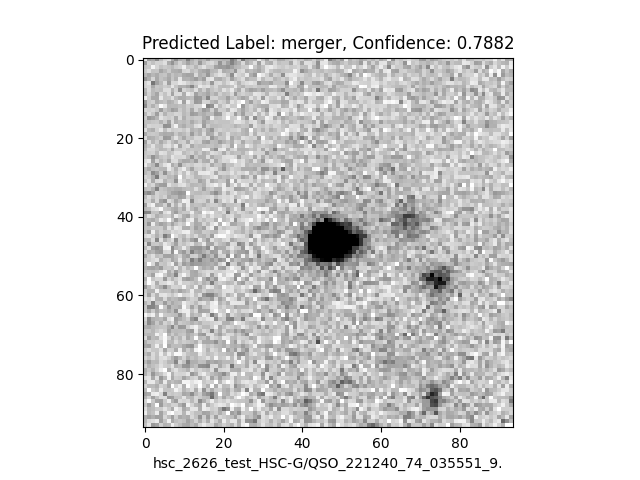 Predicted Label: merger, Confidence: 0.7882
0
20
40
60
80
0 20 40 60 80
hsc_2626_test_HSC-G/QSO_221240_74_035551_9.